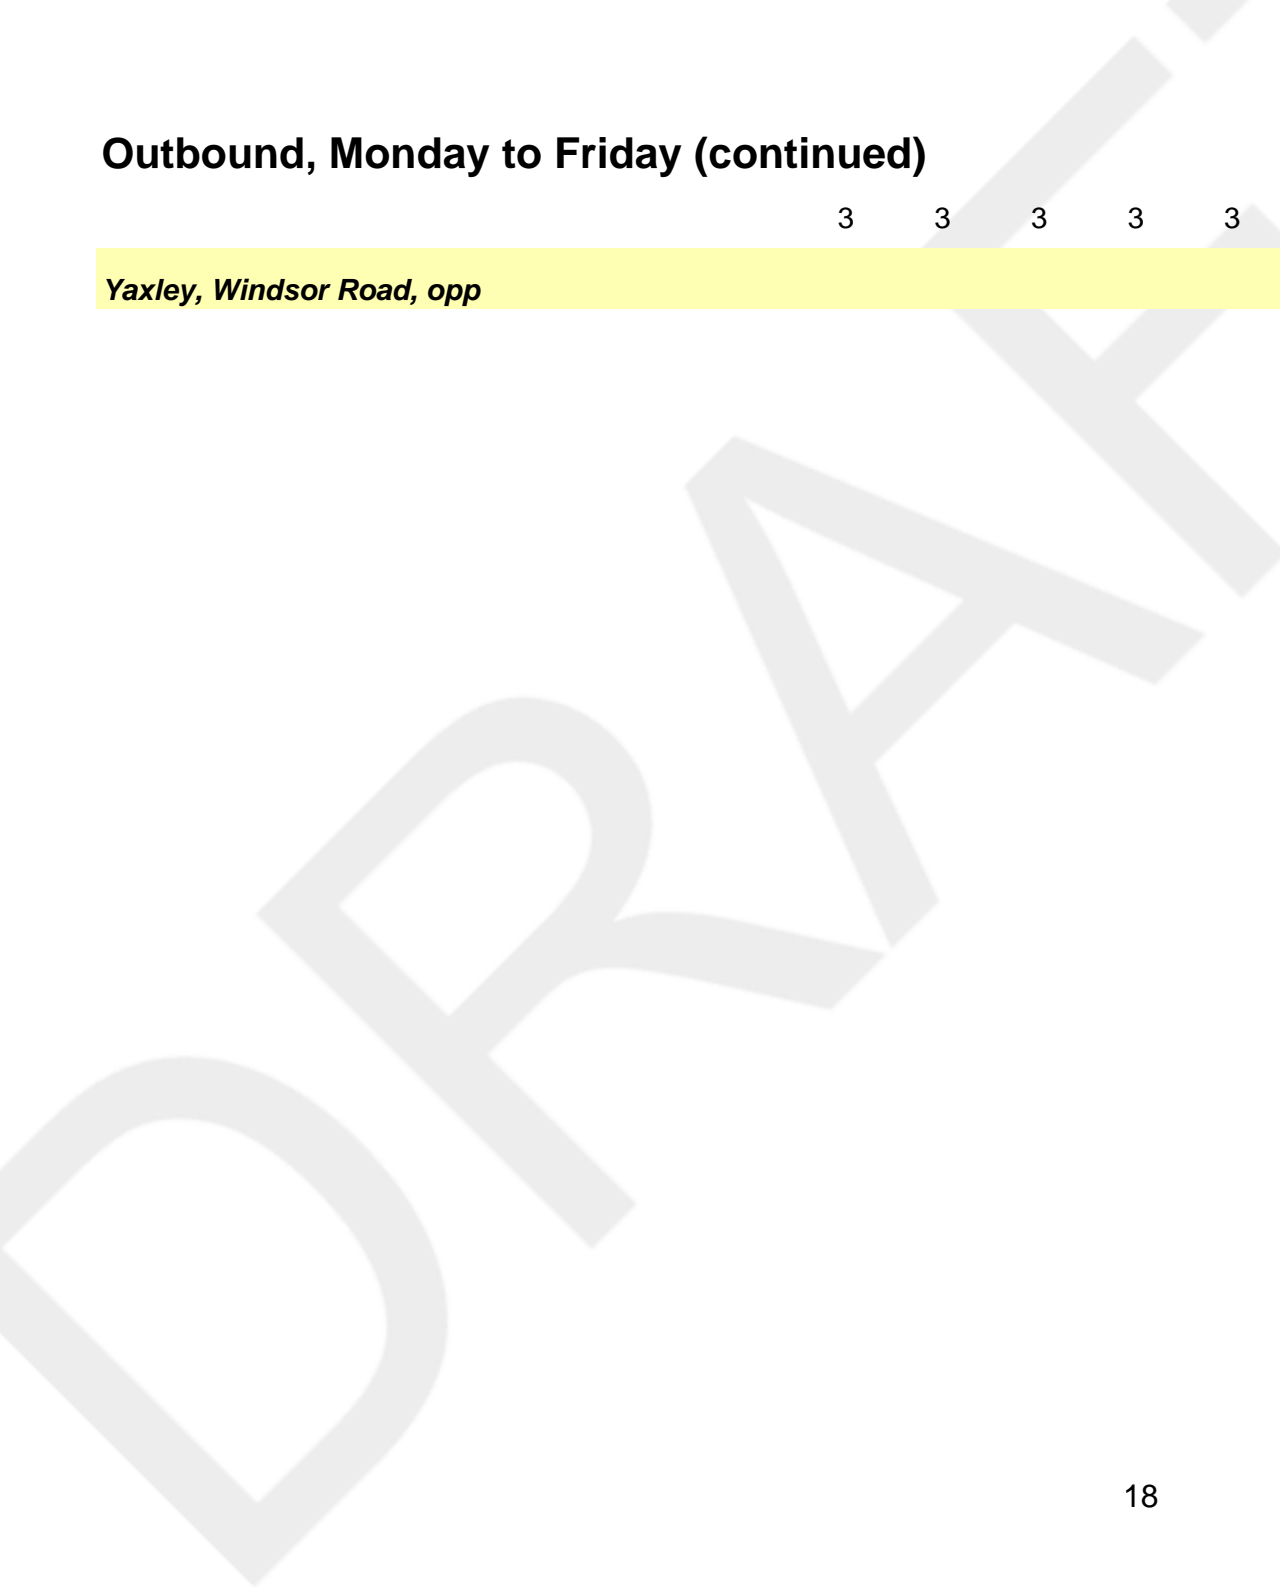 Outbound, Monday to Friday (continued)
3 3 3 3 3
Yaxley, Windsor Road, opp
DRAFT
18